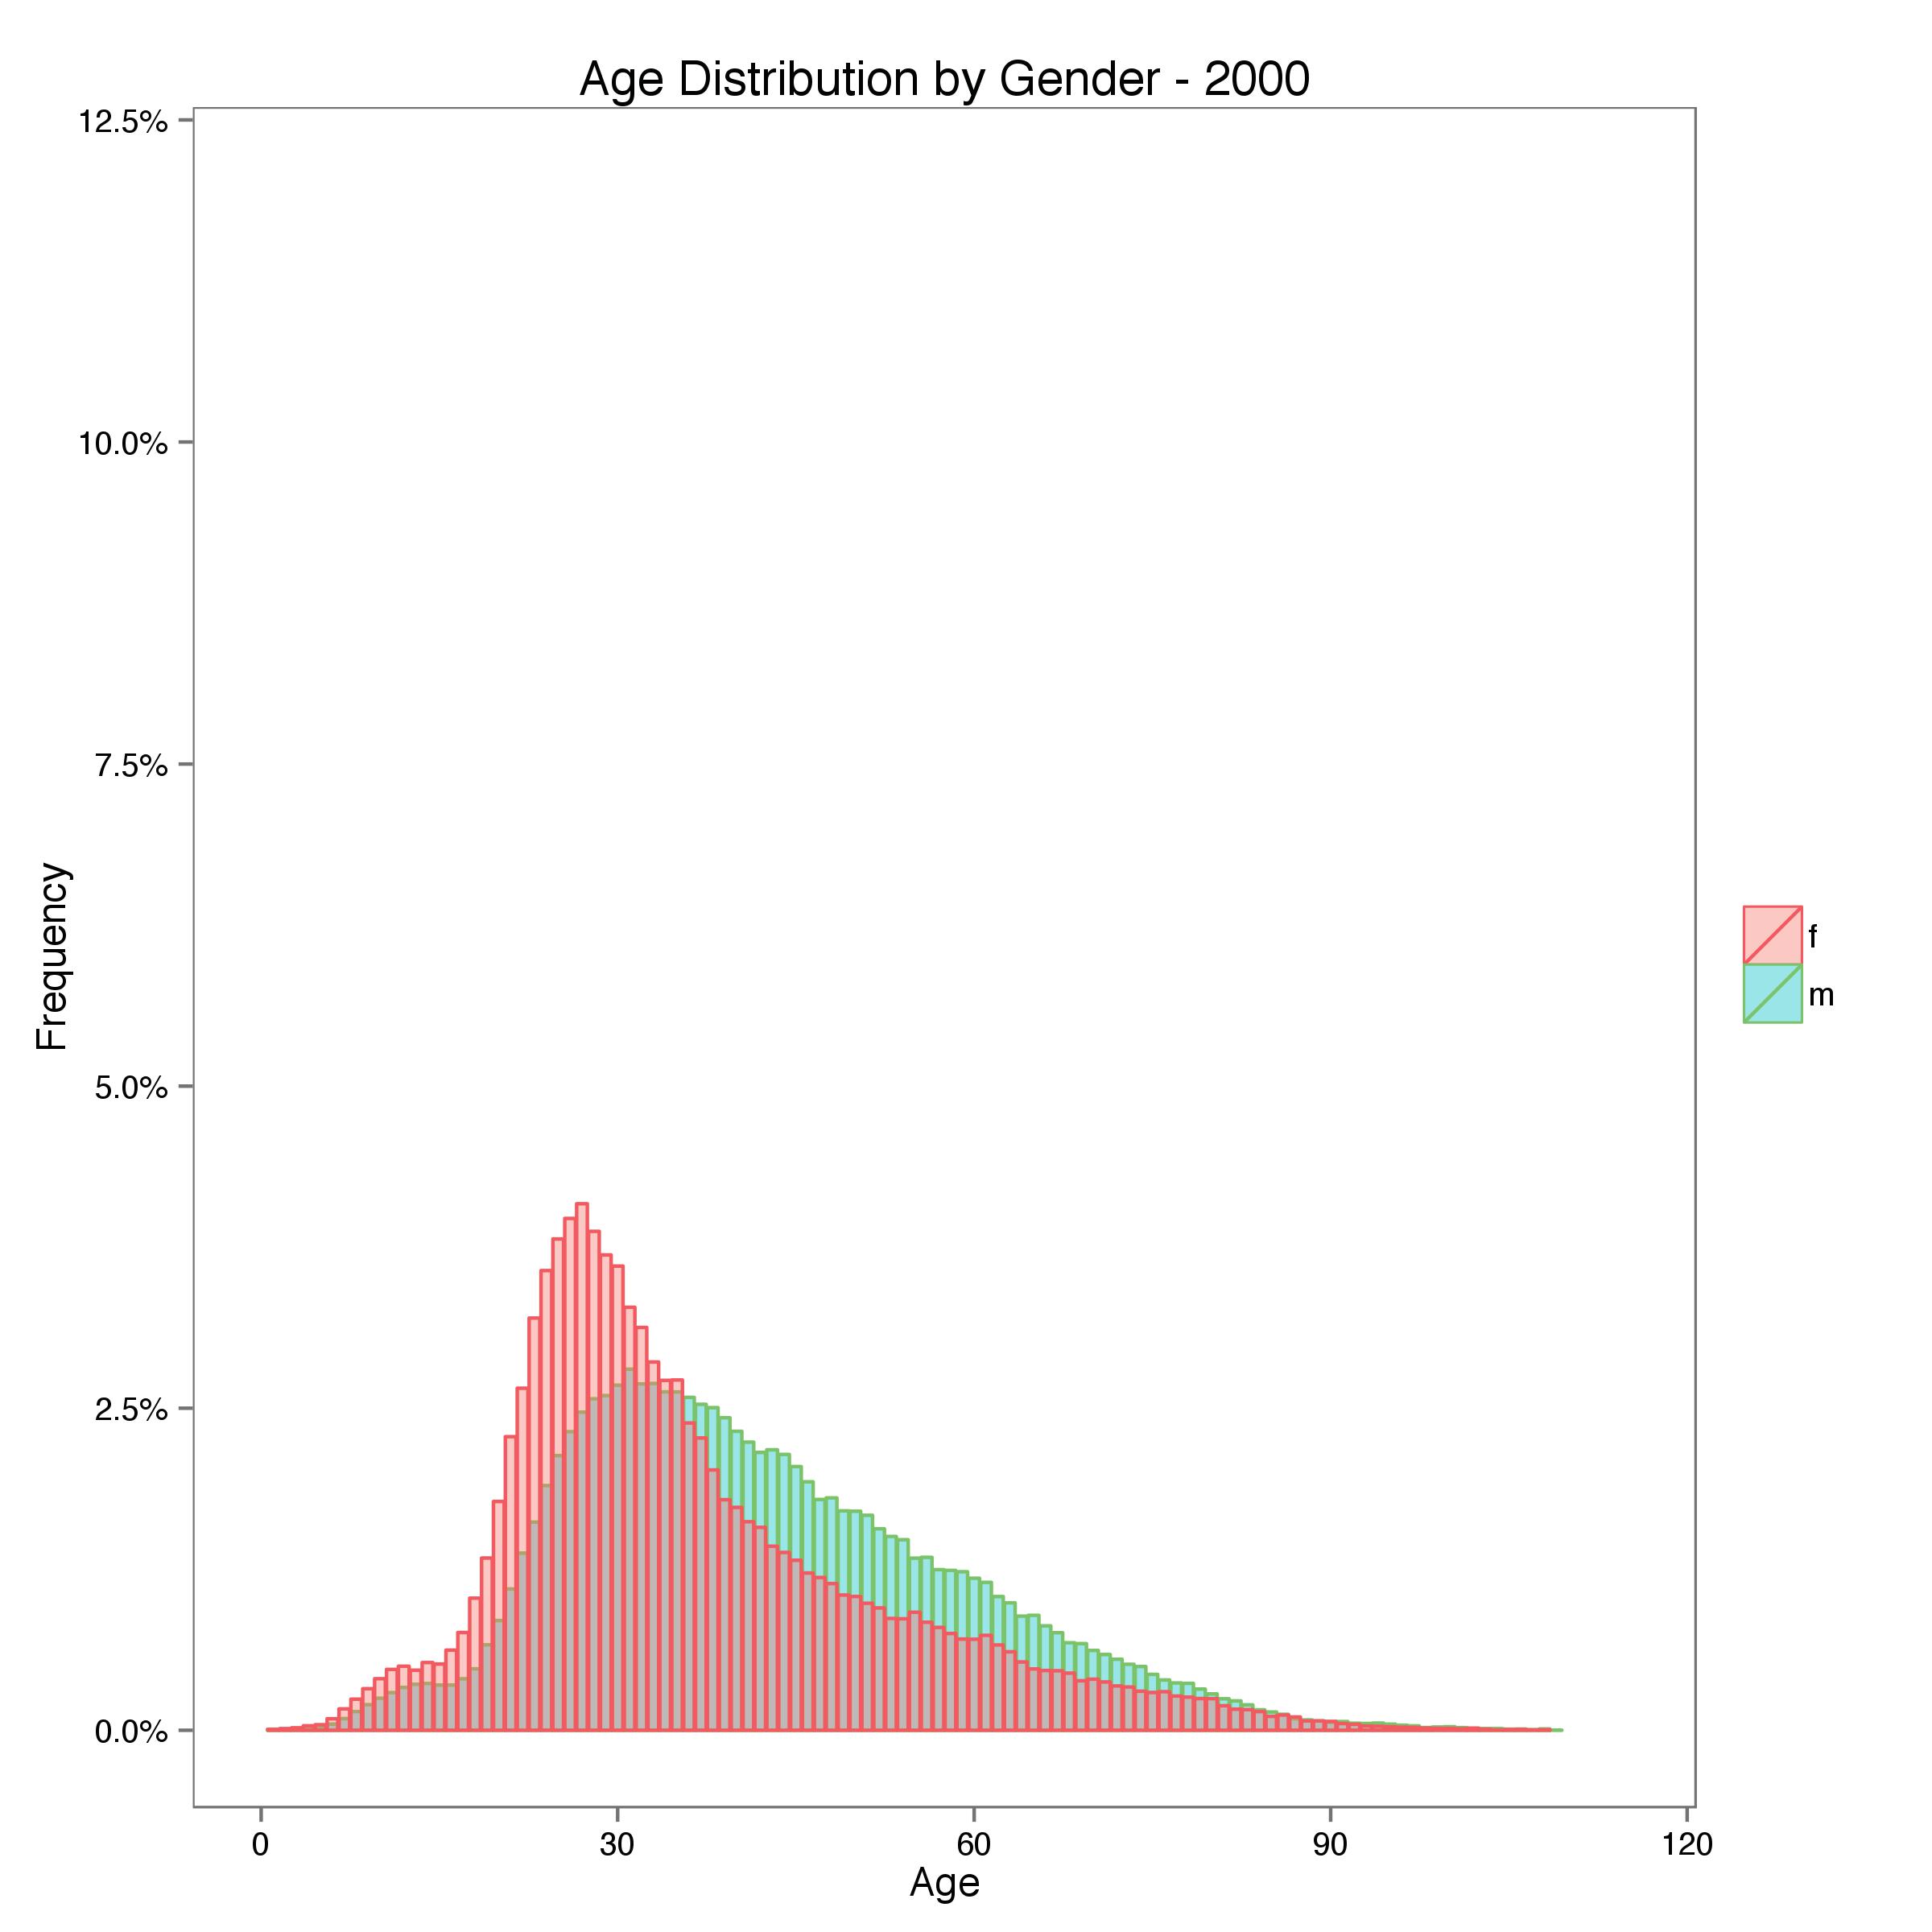 Age Distribution by Gender - 2000
12.5%
10.0%
7.5%
5.0%
2.5%
0.0%
Frequency
0 30 60 90 120
Age
f
m